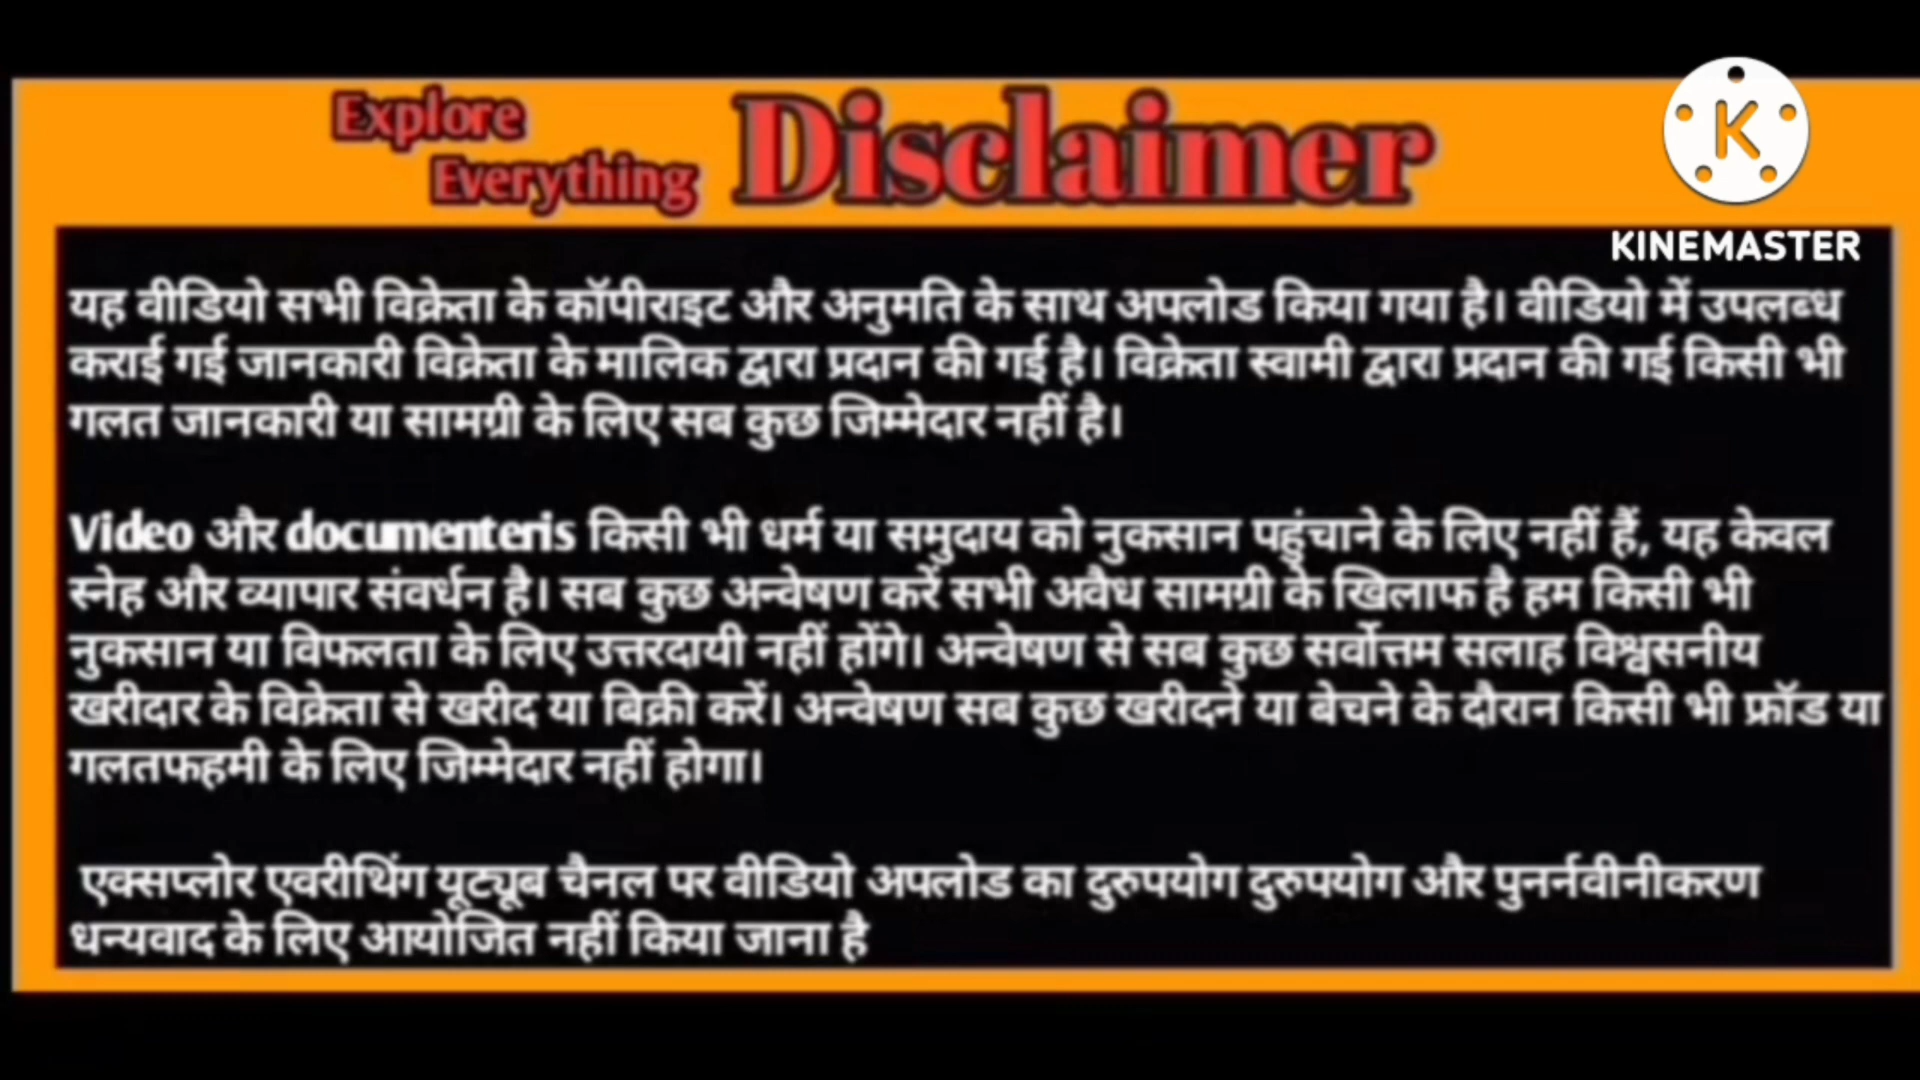 Explore
Everything
Disclaimer
KINEMASTER
यह वीडियो सभी विक्रेता के कॉपीराइट और अनुमति के साथ अपलोड किया गया है। वीडियो में उपलब्ध
कराई गई जानकारी विक्रेता के मालिक द्वारा प्रदान की गई है। विक्रेता स्वामी द्वारा प्रदान की गई किसी भी
गलत जानकारी या सामग्री के लिए सब कुछ जिम्मेदार नहीं है।
Video और documenteris किसी भी धर्म या समुदाय को नुकसान पहुंचाने के लिए नहीं हैं, यह केवल
स्नेह और व्यापार संवर्धन है। सब कुछ अन्वेषण करें सभी अवैध सामग्री के खिलाफ है हम किसी भी
नुकसान या विफलता के लिए उत्तरदायी नहीं होंगे। अन्वेषण से सब कुछ सर्वोत्तम सलाह विश्वसनीय
खरीदार के विक्रेता से खरीद या बिक्री करें। अन्वेषण सब कुछ खरीदने या बेचने के दौरान किसी भी फ्रॉड या
गलतफहमी के लिए जिम्मेदार नहीं होगा।
एक्सप्लोर एवरीथिंग यूट्यूब चैनल पर वीडियो अपलोड का दुरुपयोग दुरुपयोग और पुनर्नवीनीकरण
धन्यवाद के लिए आयोजित नहीं किया जाना है